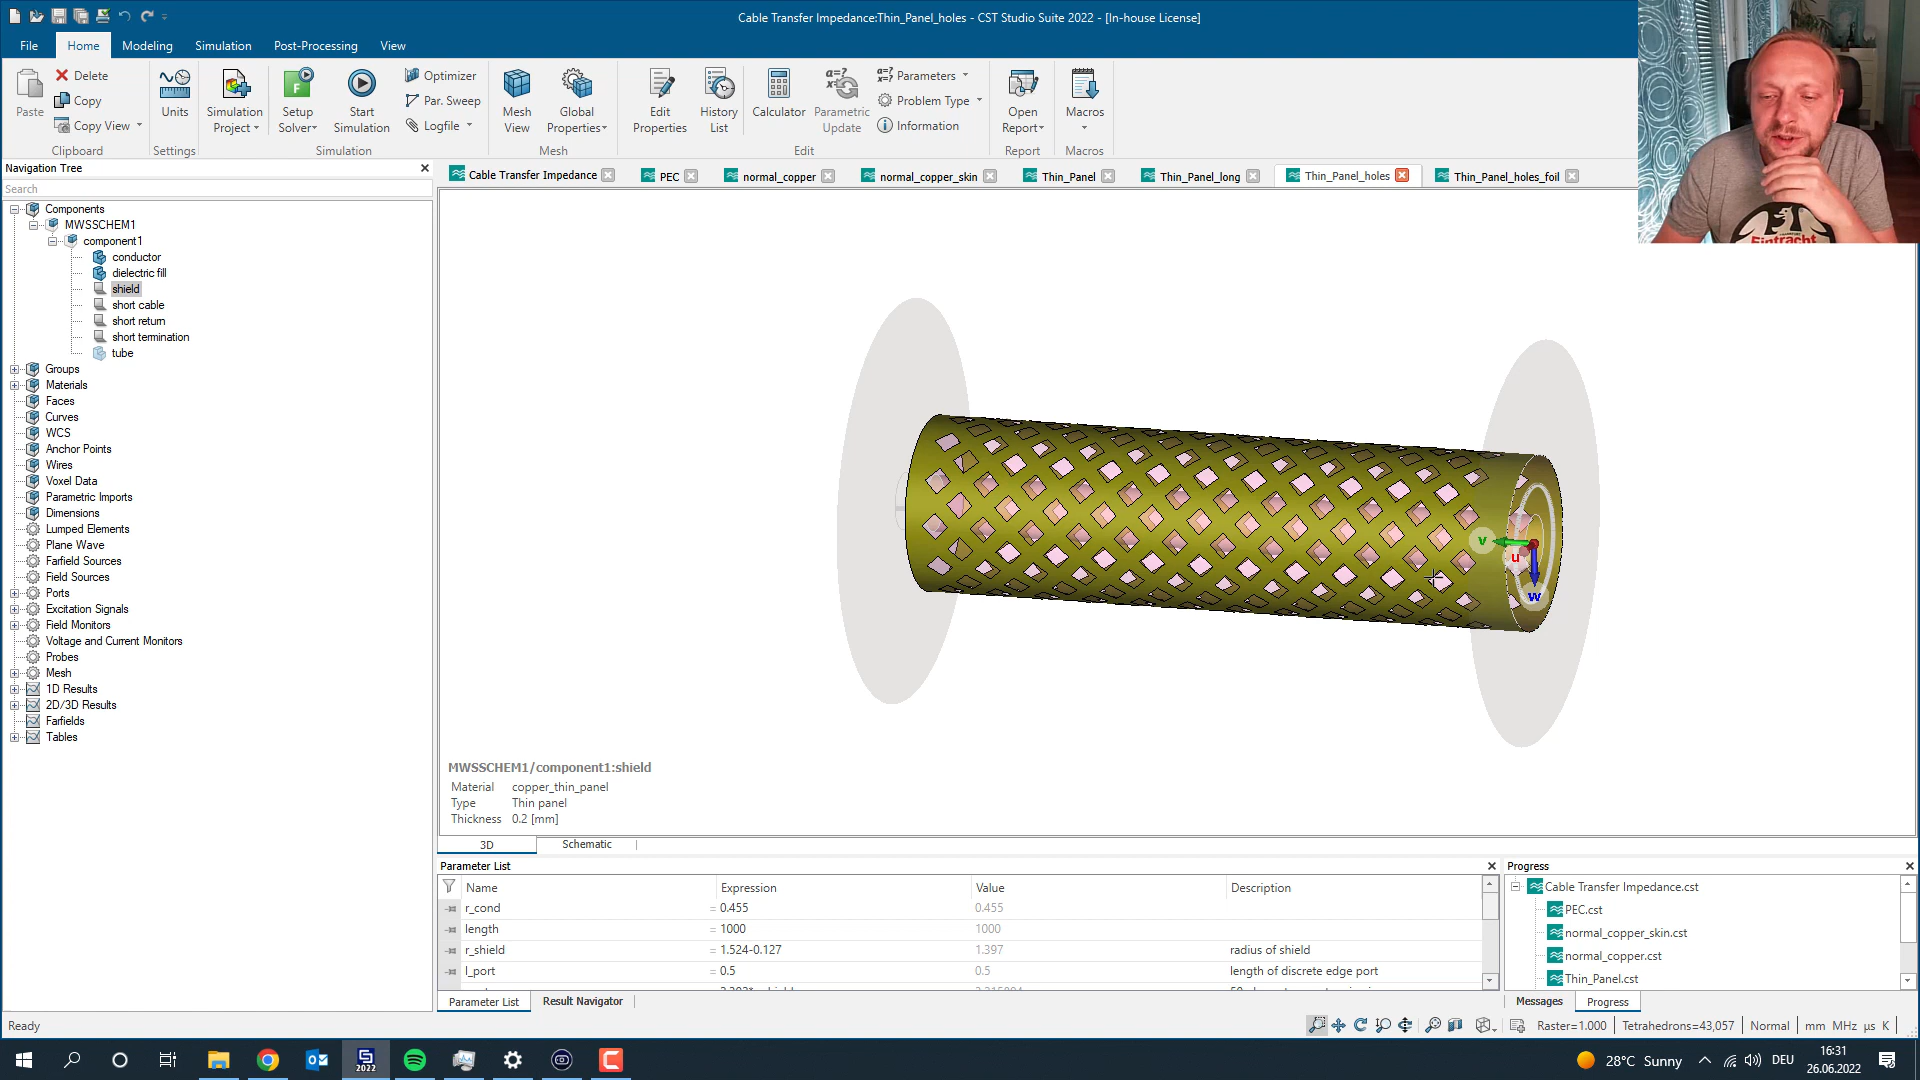 Cable Transfer Impedance:Thin_Panel_holes - CST Studio Suite 2022 - [In-house License]
File
Home
Modeling
Simulation
Post-Processing
View
Paste
Delete
Copy
Copy View
Clipboard
Units
Settings
Simulation
Project
Setup
Solver
Start
Simulation
Optimizer
Par. Sweep
Logfile
Simulation
Mesh
View
Global
Properties
Mesh
Edit
Properties
History
List
Calculator
Parametric
Update
Parameters
Problem Type
Information
Edit
Open
Report
Report
Macros
Macros
Navigation Tree
Search
Components
MWSSCHEM1
component1
conductor
dielectric fill
shield
short cable
short return
short termination
tube
Groups
Materials
Faces
Curves
WCS
Anchor Points
Wires
Voxel Data
Parametric Imports
Dimensions
Lumped Elements
Plane Wave
Farfield Sources
Field Sources
Ports
Excitation Signals
Field Monitors
Voltage and Current Monitors
Probes
Mesh
1D Results
2D/3D Results
Farfields
Tables
Cable Transfer Impedance
PEC
normal_copper
normal_copper_skin
Thin_Panel
Thin_Panel_long
Thin_Panel_holes
Thin_Panel_holes_foil
Eintracht
v
u
w
MWSSCHEM1/component1:shield
Material copper_thin_panel
Type Thin panel
Thickness 0.2 [mm]
3D
Schematic
Parameter List
Name Expression Value Description
r_cond = 0.455 0.455
length = 1000 1000
r_shield = 1.524-0.127 1.397 radius of shield
l_port = 0.5 0.5 length of discrete edge port
Parameter List
Result Navigator
Progress
Cable Transfer Impedance.cst
PEC.cst
normal_copper_skin.cst
normal_copper.cst
Thin_Panel.cst
Messages
Progress
Ready
Raster=1.000
Tetrahedrons=43,057
Normal
mm MHz µs K
2022
28°C Sunny
DEU
16:31
26.06.2022